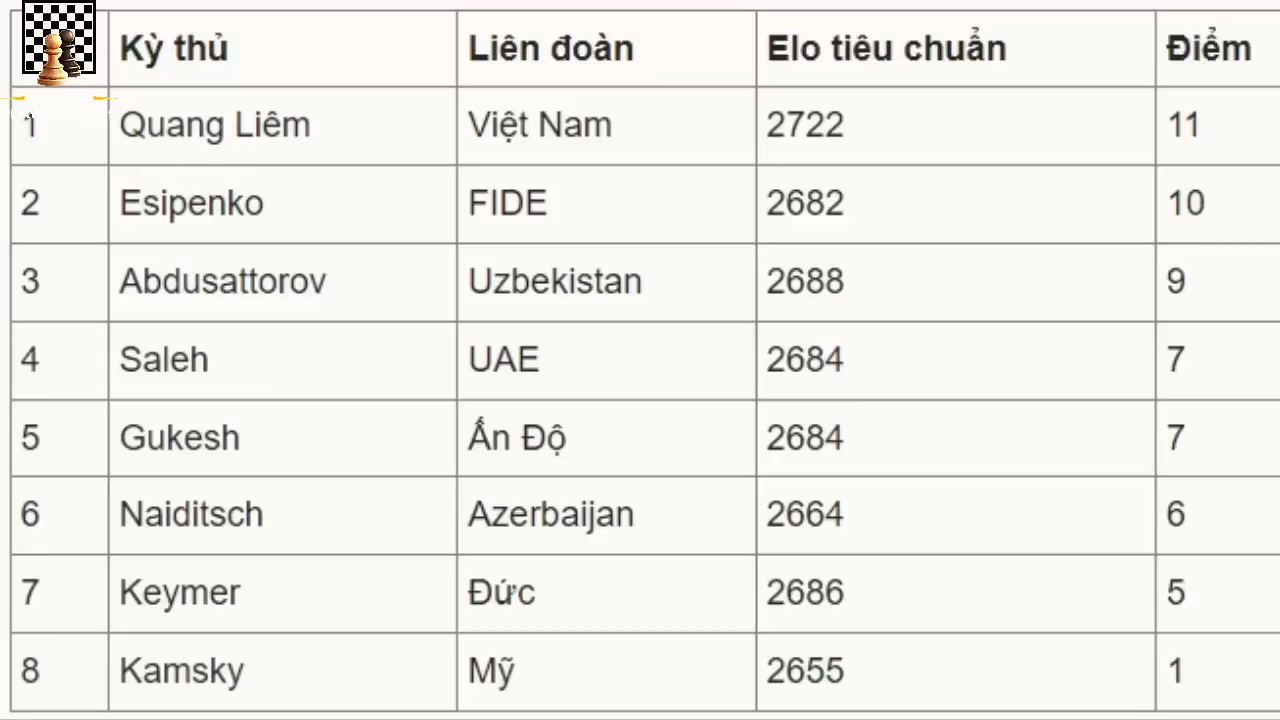 Kỳ thủ Liên đoàn Elo tiêu chuẩn Điểm
1 Quang Liêm Việt Nam 2722 11
2 Esipenko FIDE 2682 10
3 Abdusattorov Uzbekistan 2688 9
4 Saleh UAE 2684 7
5 Gukesh Ấn Độ 2684 7
6 Naiditsch Azerbaijan 2664 6
7 Keymer Đức 2686 5
8 Kamsky Mỹ 2655 1